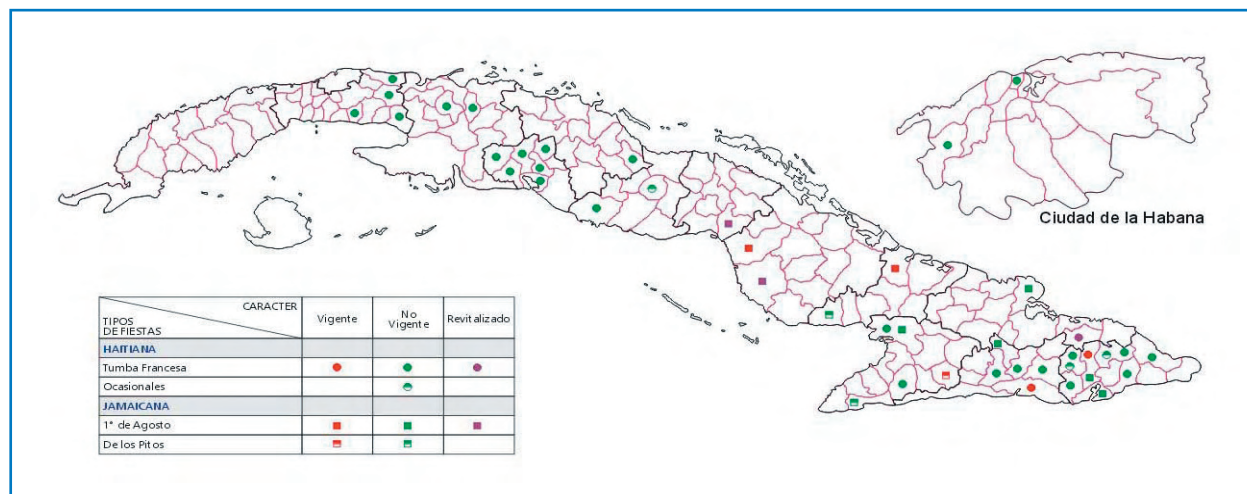 Ciudad de la Habana
CARACTER
TIPOS
DE FIESTAS
Vigente
No
Vigente
Revitalizado
HAITIANA
Tumba Francesa
Ocasionales
JAMAICANA
1° de Agosto
De los Pitos